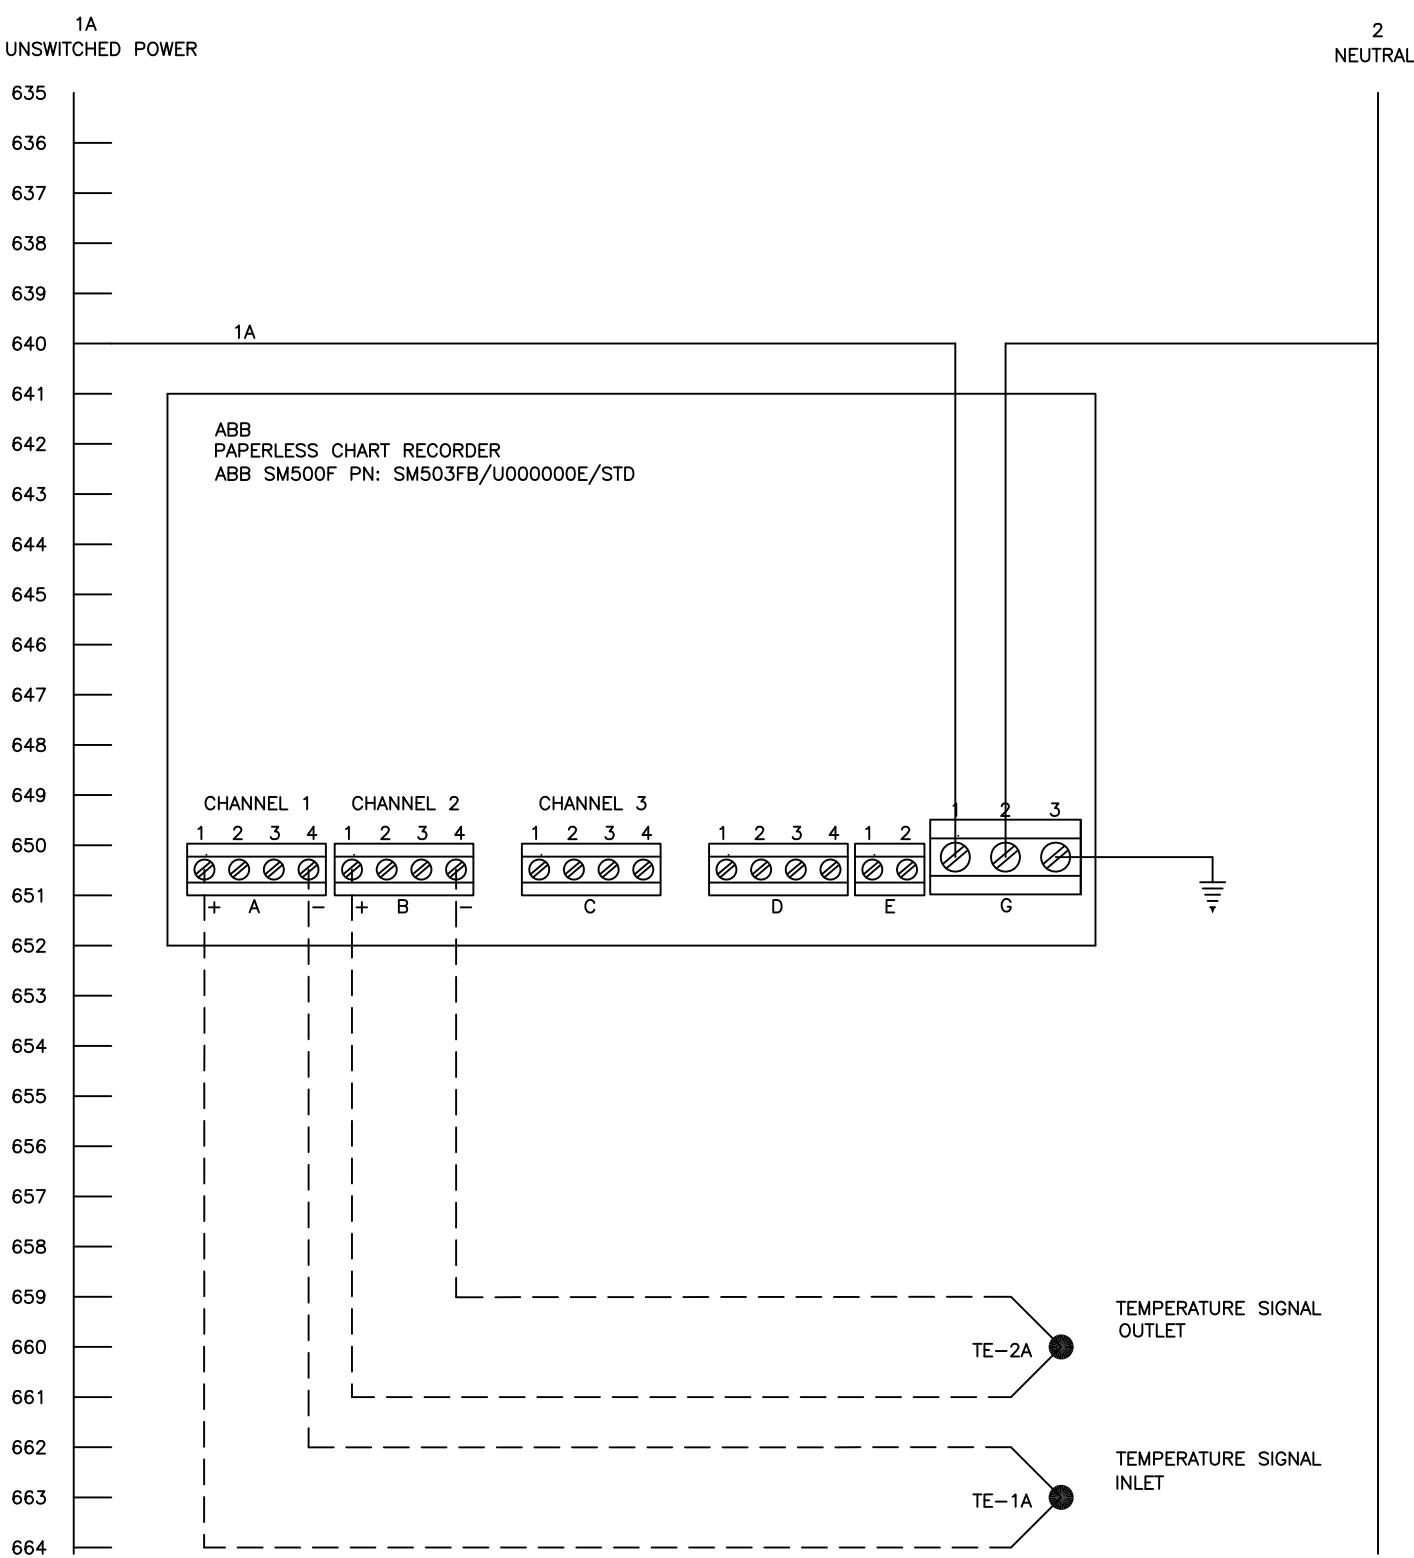 1A
UNSWITCHED POWER
2
NEUTRAL
635
636
637
638
639
1A
640
641
ABB
642
PAPERLESS CHART RECORDER
ABB SM500F PN: SM503FB/U000000E/STD
643
644
645
646
647
648
649
CHANNEL 1 CHANNEL 2 CHANNEL 3
1 2 3
650
1 2 3 4 1 2 3 4 1 2 3 4 1 2 3 4 1 2
651
+ A − + B − C D E G
652
653
654
655
656
657
658
659
TEMPERATURE SIGNAL
OUTLET
660
TE−2A
661
662
TEMPERATURE SIGNAL
INLET
663
TE−1A
664